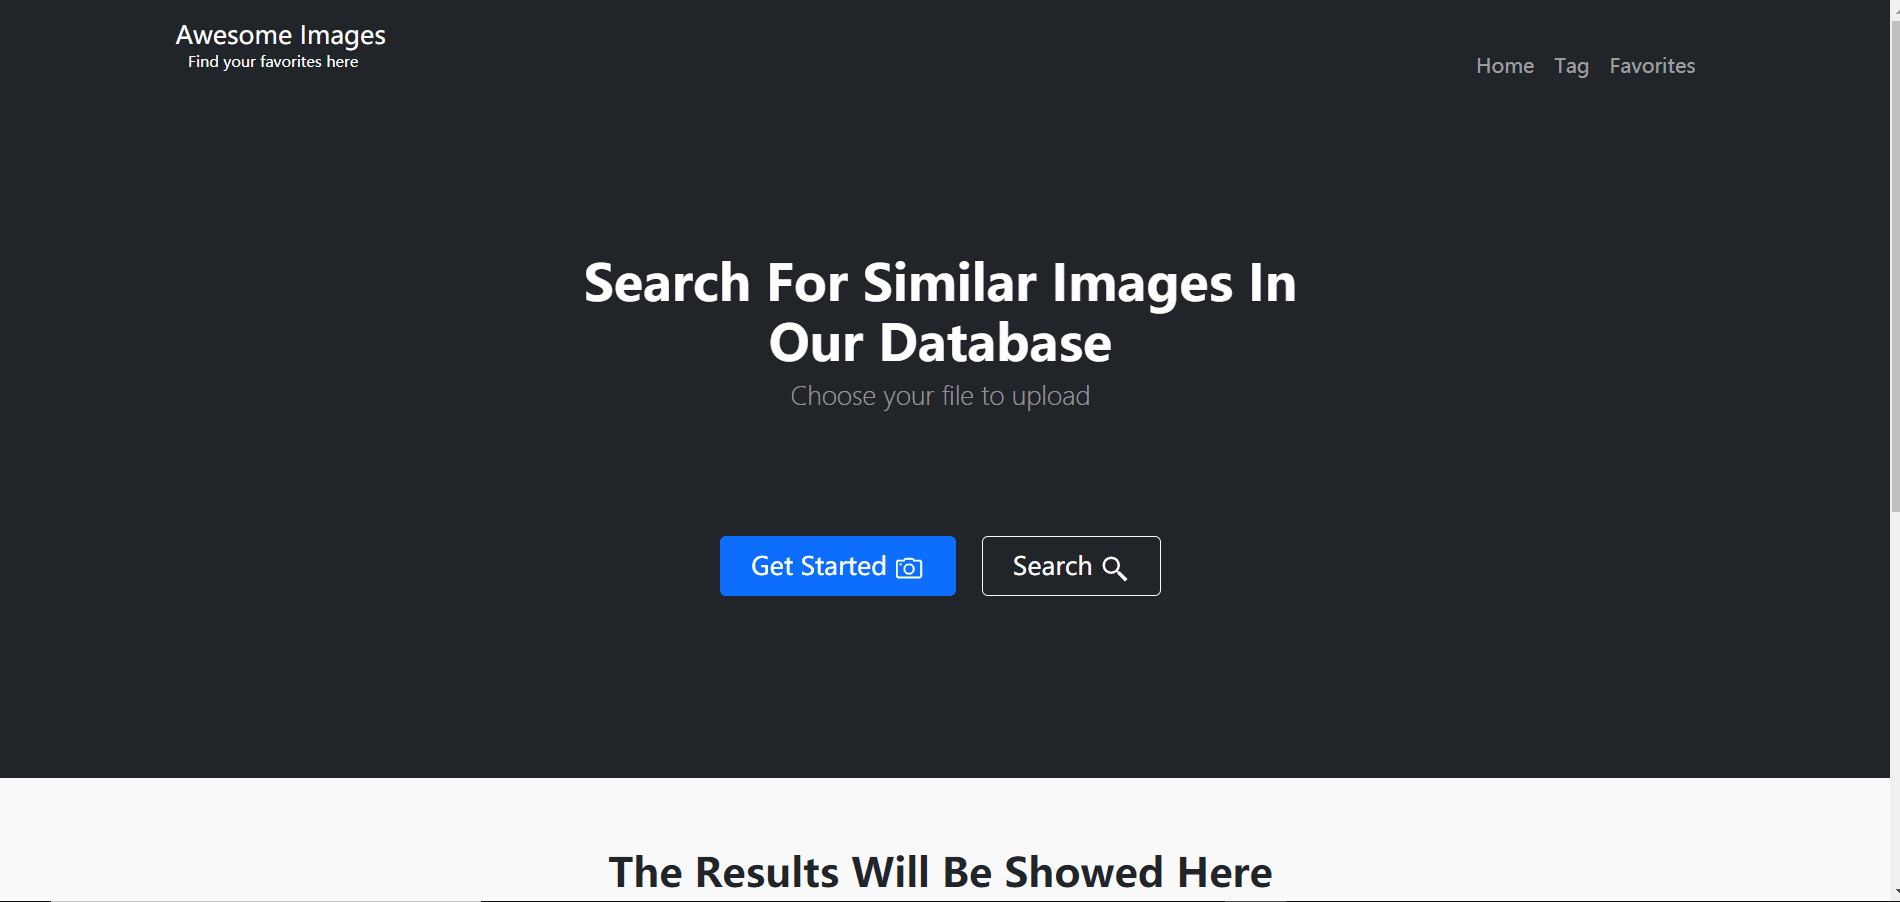 Awesome Images
Find your favorites here
Home Tag Favorites
Search For Similar Images In
Our Database
Choose your file to upload
Get Started
Search
The Results Will Be Showed Here